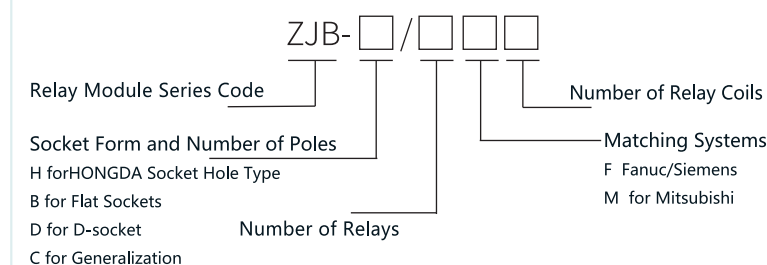 ZJB-□/□□□
Relay Module Series Code
Number of Relay Coils
Socket Form and Number of Poles
H forHONGDA Socket Hole Type
B for Flat Sockets
D for D-socket
C for Generalization
Number of Relays
Matching Systems
F Fanuc/Siemens
M for Mitsubishi